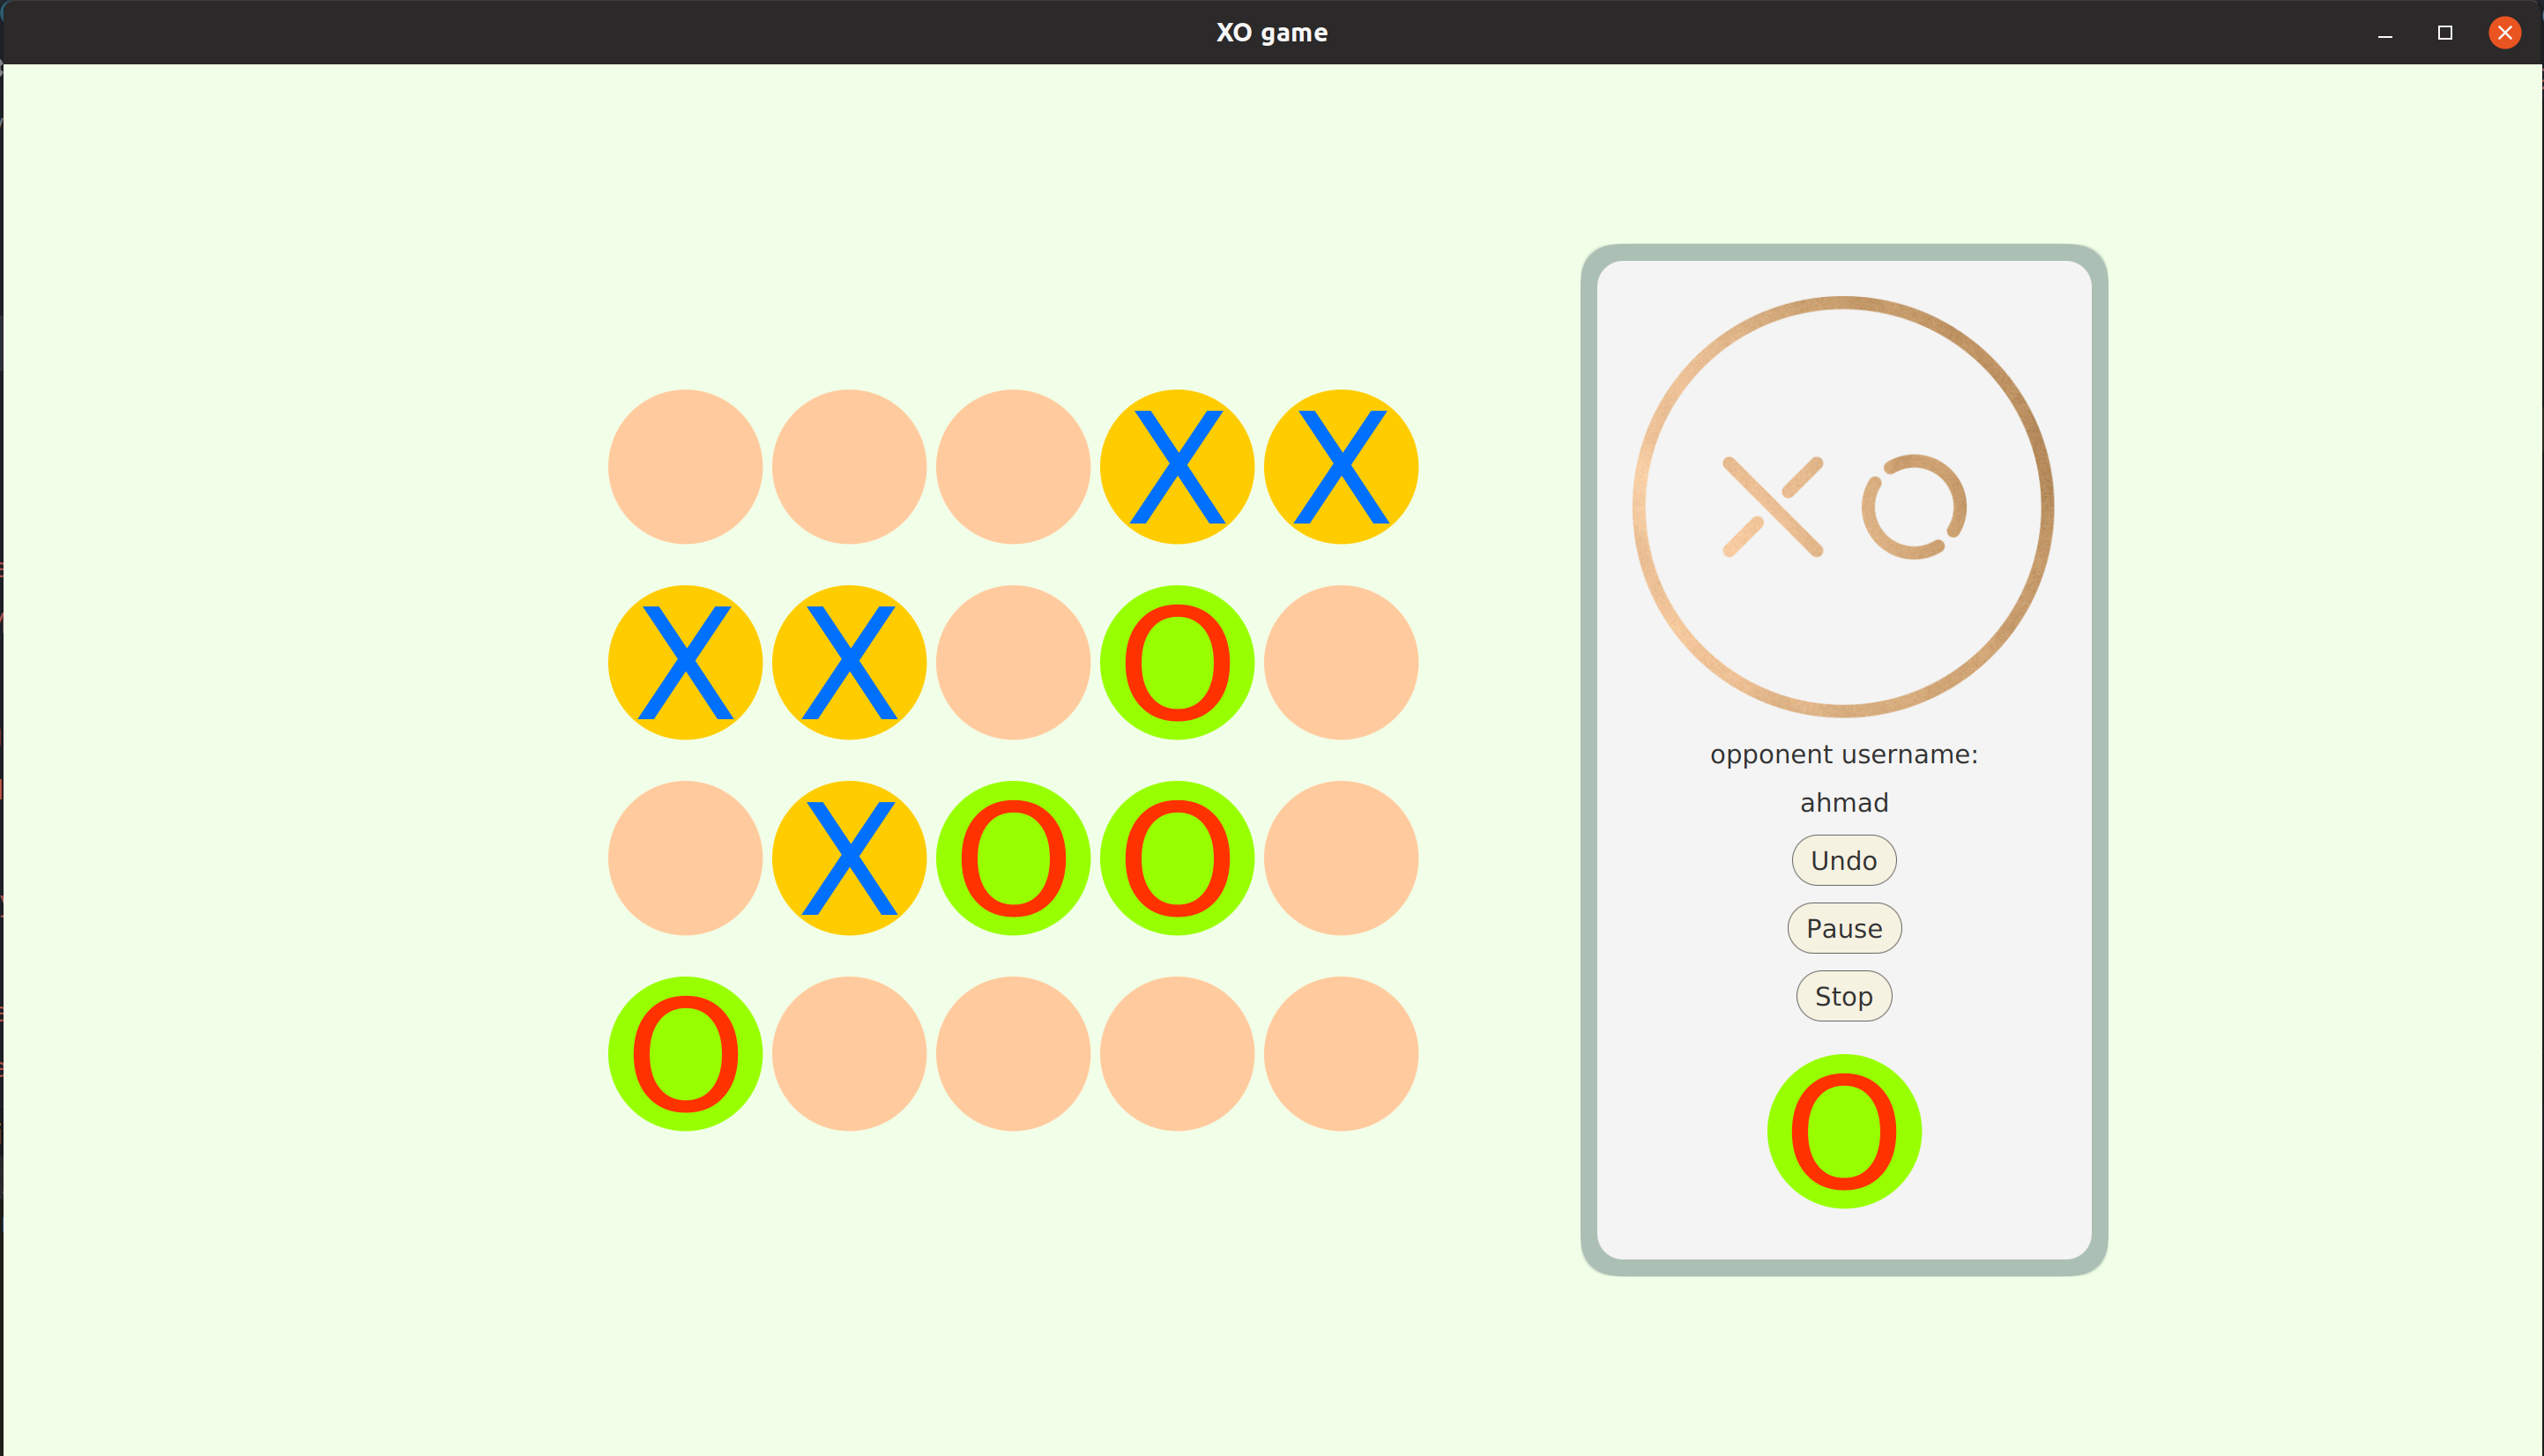 XO game
X X
X X O
X O O
O
XO
opponent username:
ahmad
Undo
Pause
Stop
O